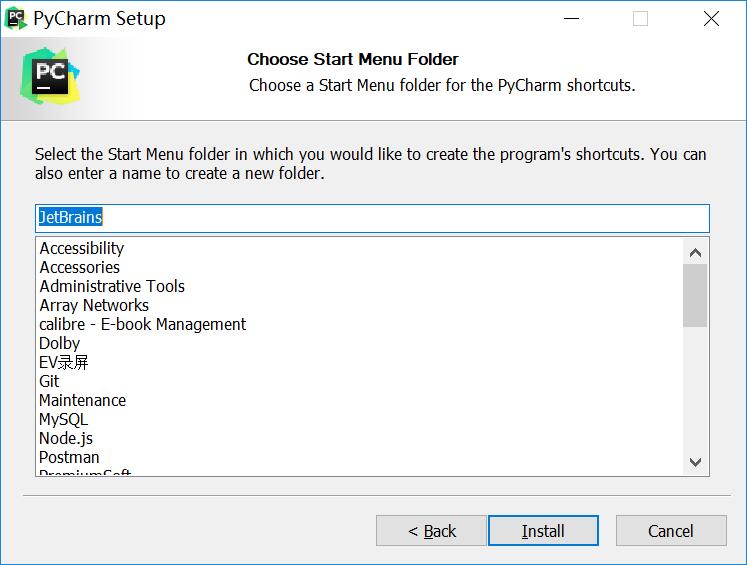 PyCharm Setup
PC
Choose Start Menu Folder
Choose a Start Menu folder for the PyCharm shortcuts.
Select the Start Menu folder in which you would like to create the program's shortcuts. You can
also enter a name to create a new folder.
JetBrains
Accessibility
Accessories
Administrative Tools
Array Networks
calibre - E-book Management
Dolby
EV录屏
Git
Maintenance
MySQL
Node.js
Postman
PremiumSoft
< Back
Install
Cancel